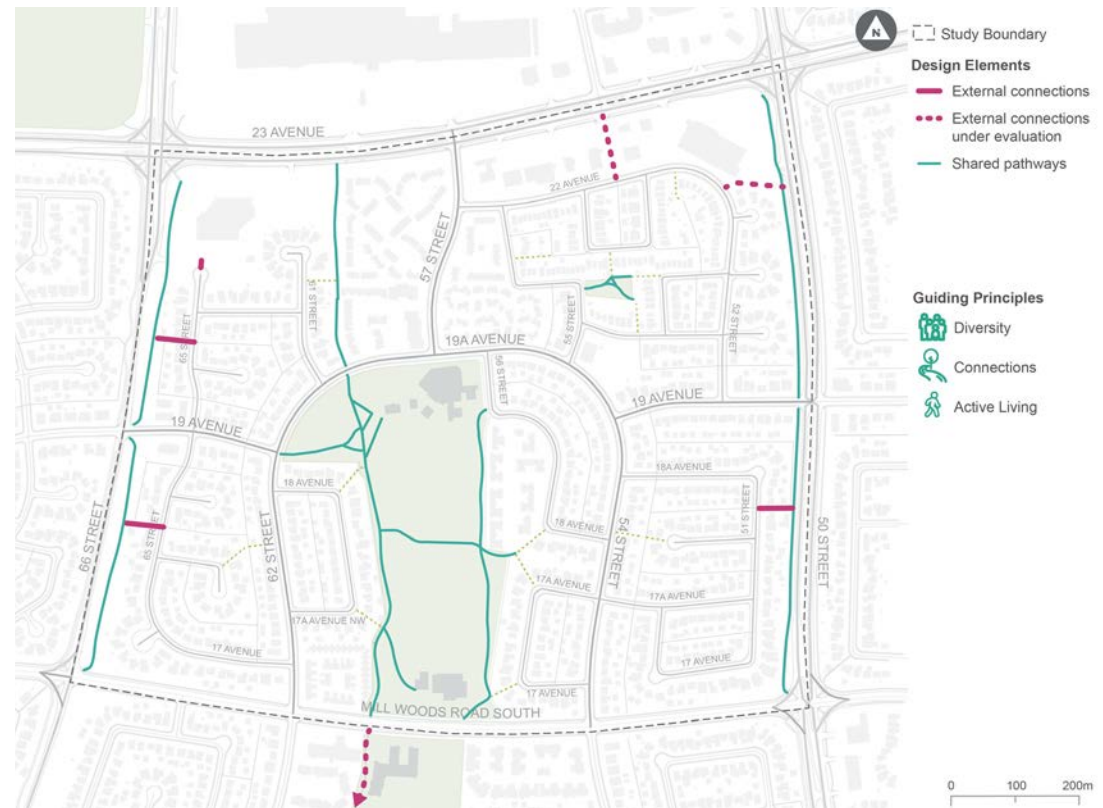 N
Study Boundary
Design Elements
External connections
External connections
under evaluation
Shared pathways
Guiding Principles
Diversity
Connections
Active Living
23 AVENUE
22 AVENUE
57 STREET
61 STREET
65 STREET
55 STREET
52 STREET
19A AVENUE
56 STREET
19 AVENUE
19 AVENUE
18A AVENUE
18 AVENUE
51 STREET
66 STREET
65 STREET
62 STREET
18 AVENUE
54 STREET
50 STREET
17A AVENUE
17A AVENUE
17A AVENUE NW
17 AVENUE
17 AVENUE
17 AVENUE
MILL WOODS ROAD SOUTH
0 100 200m